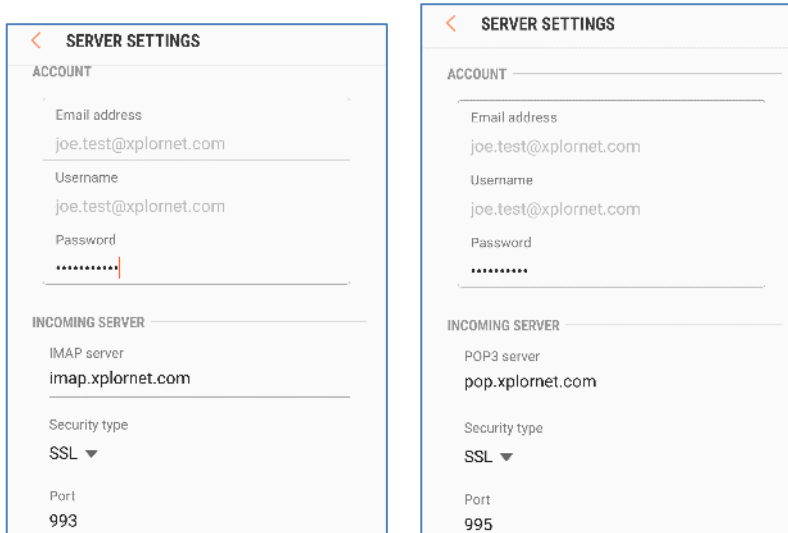 SERVER SETTINGS
ACCOUNT
Email address
joe.test@xplornet.com
Username
joe.test@xplornet.com
Password
•••••••••••
INCOMING SERVER
IMAP server
imap.xplornet.com
Security type
SSL
Port
993
SERVER SETTINGS
ACCOUNT
Email address
joe.test@xplornet.com
Username
joe.test@xplornet.com
Password
••••••••••
INCOMING SERVER
POP3 server
pop.xplornet.com
Security type
SSL
Port
995